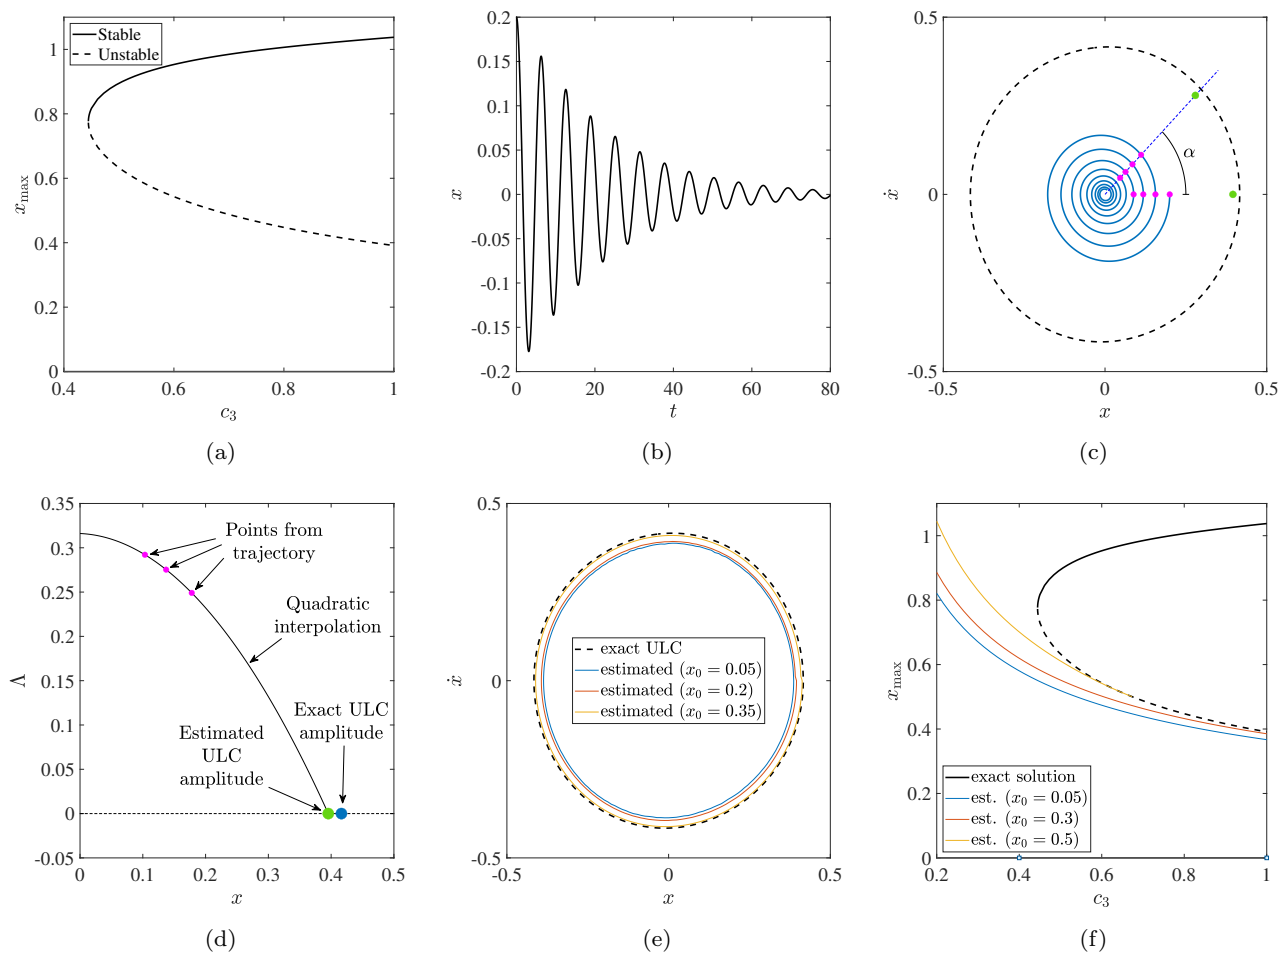 Stable
Unstable
1
0.8
0.6
0.4
0.2
0
0.4
0.6
0.8
1
x_max
c_3
(a)
0.2
0.15
0.1
0.05
0
-0.05
-0.1
-0.15
-0.2
0
20
40
60
80
x
t
(b)
0.5
0
-0.5
-0.5
0
0.5
ẋ
α
x
(c)
0.35
0.3
0.25
0.2
0.15
0.1
0.05
0
-0.05
0
0.1
0.2
0.3
0.4
0.5
Λ
x
Points from
trajectory
Quadratic
interpolation
Exact ULC
amplitude
Estimated
ULC
amplitude
(d)
0.5
0
-0.5
-0.5
0
0.5
ẋ
x
exact ULC
estimated (x_0 = 0.05)
estimated (x_0 = 0.2)
estimated (x_0 = 0.35)
(e)
1
0.8
0.6
0.4
0.2
0
0.2
0.4
0.6
0.8
1
x_max
c_3
exact solution
est. (x_0 = 0.05)
est. (x_0 = 0.3)
est. (x_0 = 0.5)
(f)